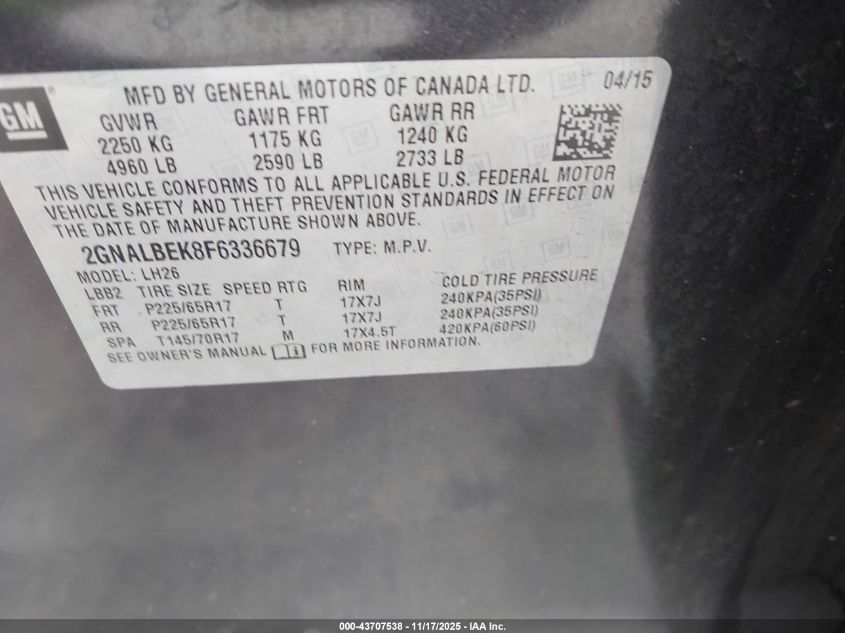 GM
MFD BY GENERAL MOTORS OF CANADA LTD. 04/15
GVWR GAWR FRT GAWR RR
2250 KG 1175 KG 1240 KG
4960 LB 2590 LB 2733 LB
THIS VEHICLE CONFORMS TO ALL APPLICABLE U.S. FEDERAL MOTOR
VEHICLE SAFETY AND THEFT PREVENTION STANDARDS IN EFFECT ON
THE DATE OF MANUFACTURE SHOWN ABOVE.
2GNALBEK8F6336679 TYPE: M.P.V.
MODEL: LH26
LBB2 TIRE SIZE SPEED RTG RIM COLD TIRE PRESSURE
FRT P225/65R17 T 17X7J 240KPA(35PSI)
RR P225/65R17 T 17X7J 240KPA(35PSI)
SPA T145/70R17 M 17X4.5T 420KPA(60PSI)
SEE OWNER'S MANUAL FOR MORE INFORMATION.
000-43707538 - 11/17/2025 - IAA Inc.